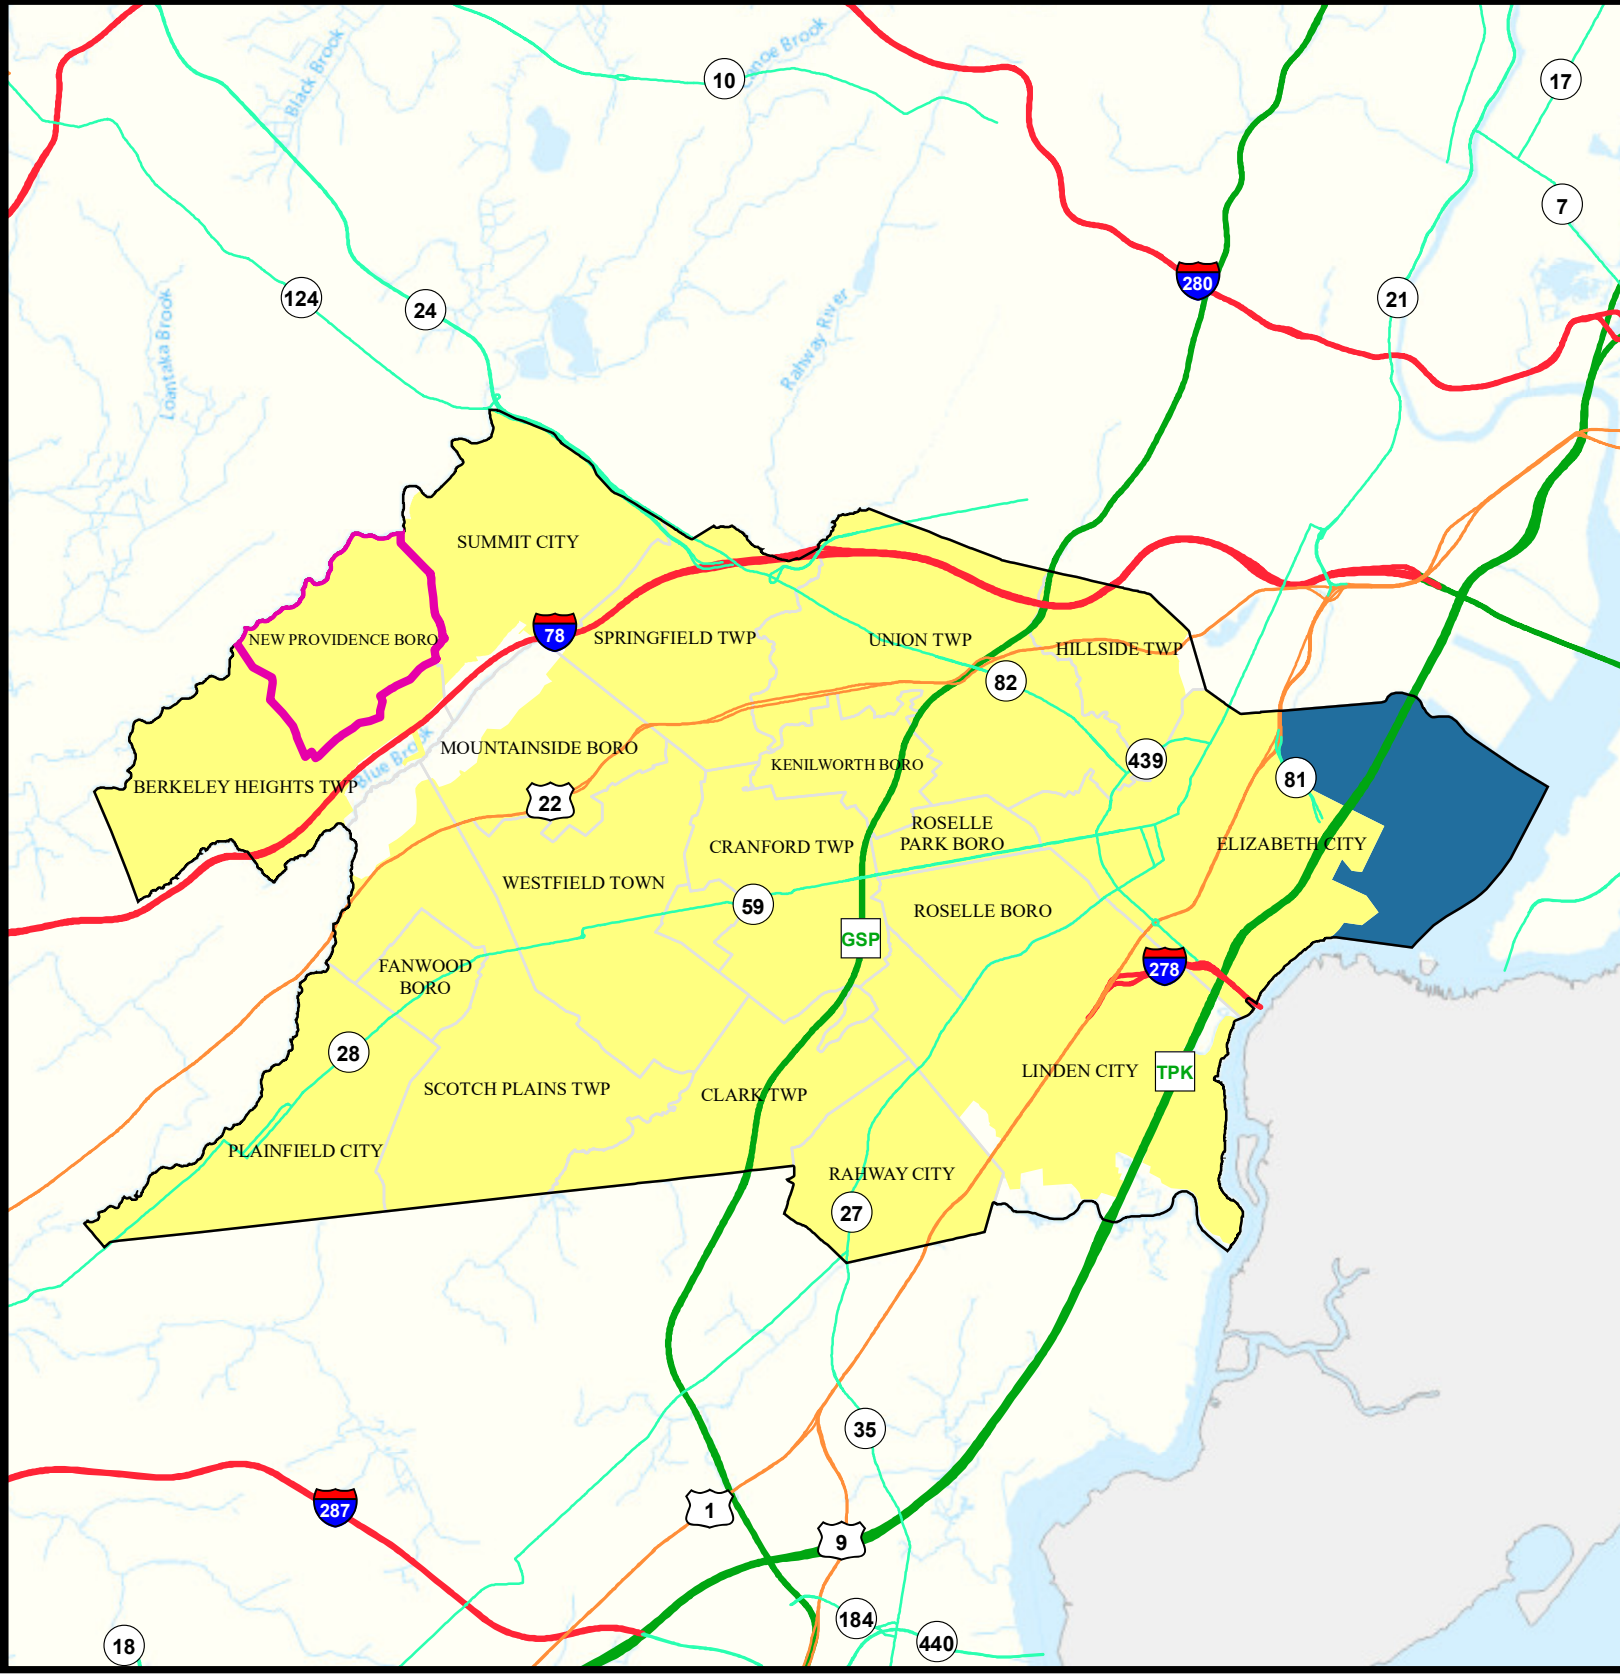 Black Brook
Canoe Brook
10
17
7
Loantaka Brook
124
24
Rahway River
280
21
SUMMIT CITY
NEW PROVIDENCE BORO
78
SPRINGFIELD TWP
UNION TWP
HILLSIDE TWP
82
MOUNTAINSIDE BORO
Blue Brook
KENILWORTH BORO
439
BERKELEY HEIGHTS TWP
22
81
ROSELLE
PARK BORO
ELIZABETH CITY
CRANFORD TWP
WESTFIELD TOWN
59
ROSELLE BORO
GSP
FANWOOD
BORO
278
28
LINDEN CITY
TPK
SCOTCH PLAINS TWP
CLARK TWP
PLAINFIELD CITY
RAHWAY CITY
27
35
287
1
9
184
18
440